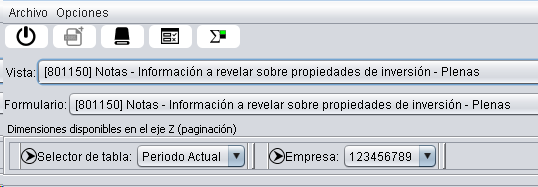 Archivo Opciones
Vista: [801150] Notas - Información a revelar sobre propiedades de inversión - Plenas
Formulario: [801150] Notas - Información a revelar sobre propiedades de inversión - Plenas
Dimensiones disponibles en el eje Z (paginación)
Selector de tabla: Periodo Actual Empresa: 123456789